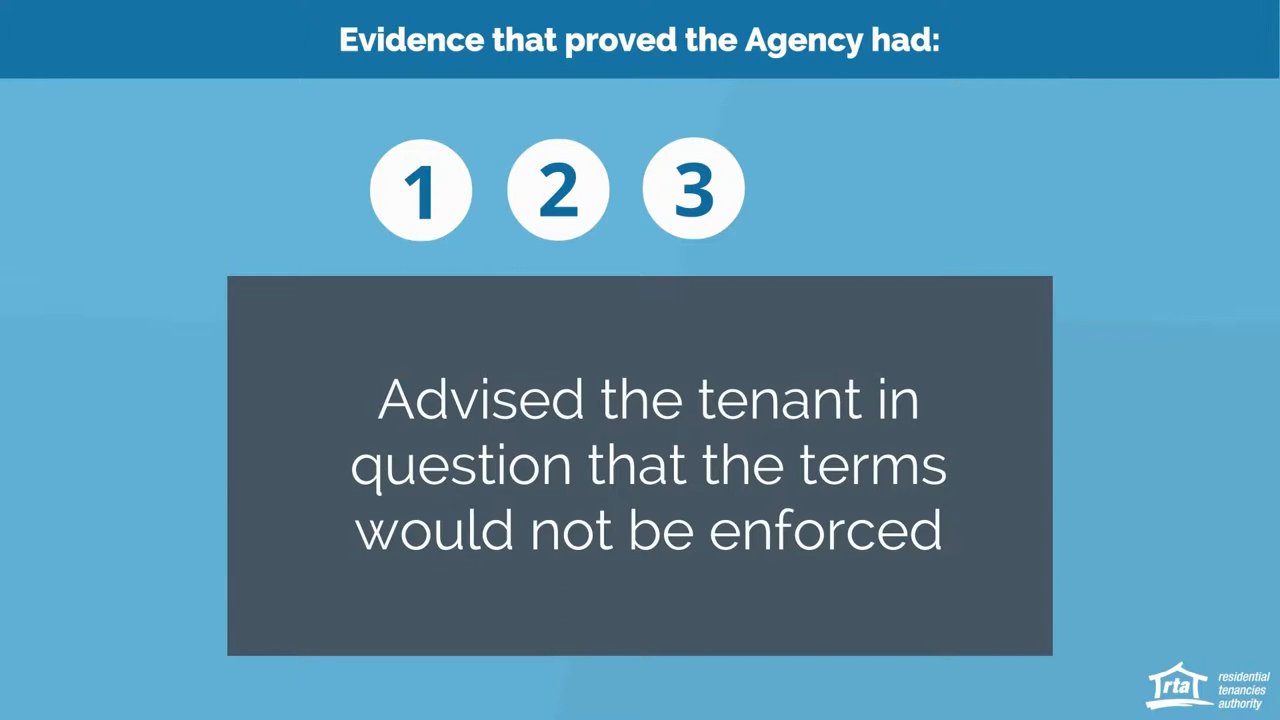 Evidence that proved the Agency had:
1 2 3
Advised the tenant in
question that the terms
would not be enforced
rta
residential
tenancies
authority